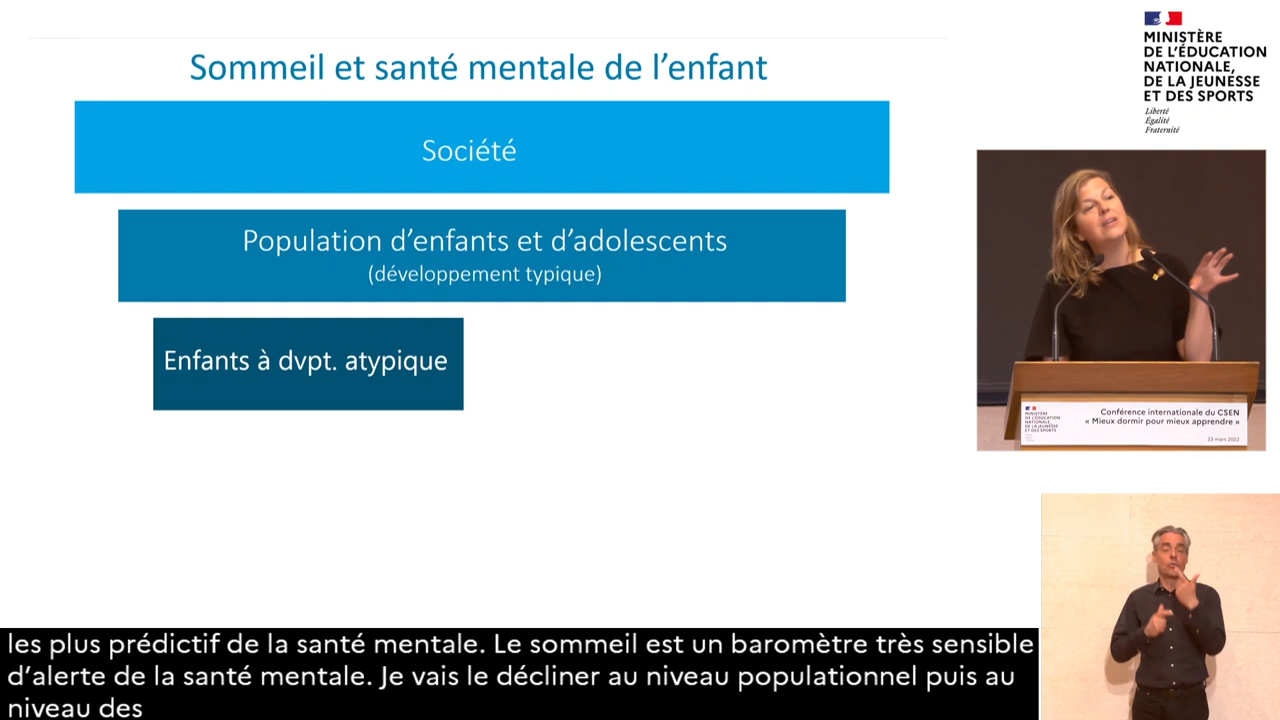 Sommeil et santé mentale de l’enfant
Société
Population d’enfants et d’adolescents
(développement typique)
Enfants à dvpt. atypique
MINISTÈRE
DE L’ÉDUCATION
NATIONALE,
DE LA JEUNESSE
ET DES SPORTS
Liberté
Égalité
Fraternité
MINISTÈRE
DE L’ÉDUCATION
NATIONALE,
DE LA JEUNESSE
ET DES SPORTS
Conférence internationale du CSEN
« Mieux dormir pour mieux apprendre »
23 mars 2022
les plus prédictif de la santé mentale. Le sommeil est un baromètre très sensible
d’alerte de la santé mentale. Je vais le décliner au niveau populationnel puis au
niveau des